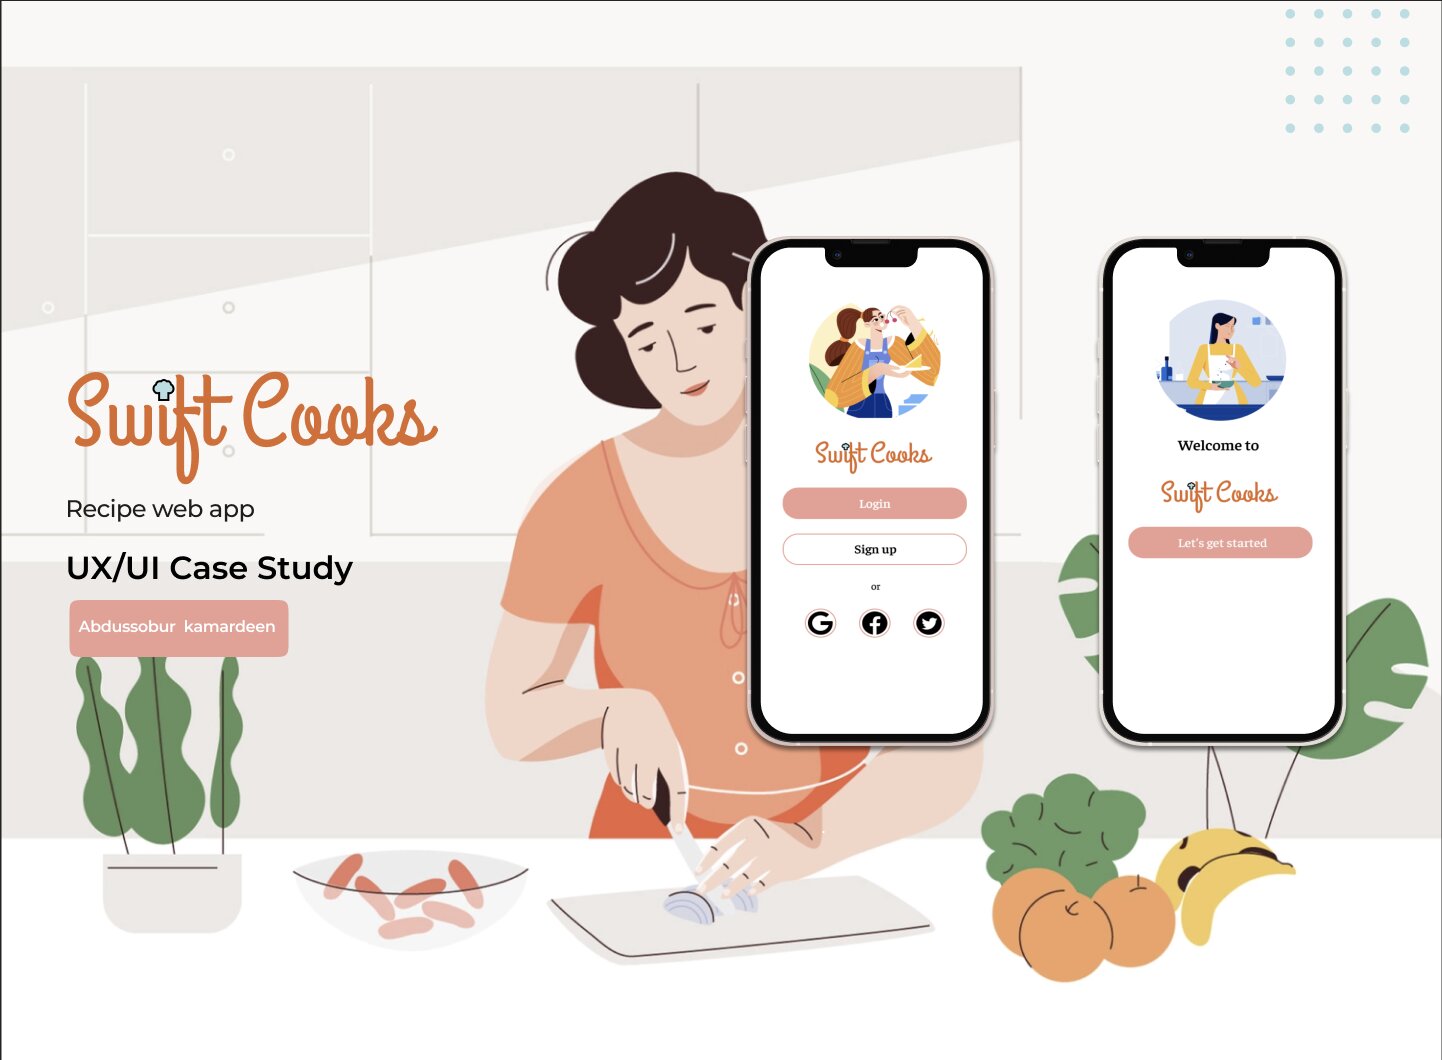 Swift Cooks
Recipe web app
UX/UI Case Study
Abdussobur kamardeen
Swift Cooks
Login
Sign up
or
Welcome to
Swift Cooks
Let's get started